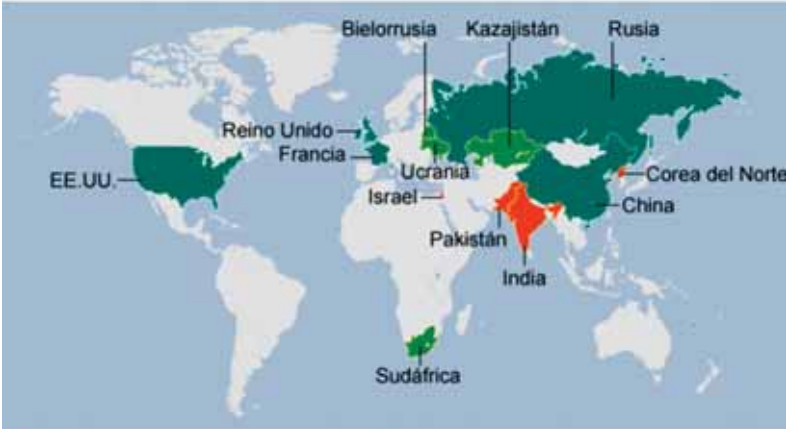 Bielorrusia
Kazajistán
Rusia
Reino Unido
Francia
Ucrania
EE.UU.
Israel
Corea del Norte
China
Pakistán
India
Sudáfrica